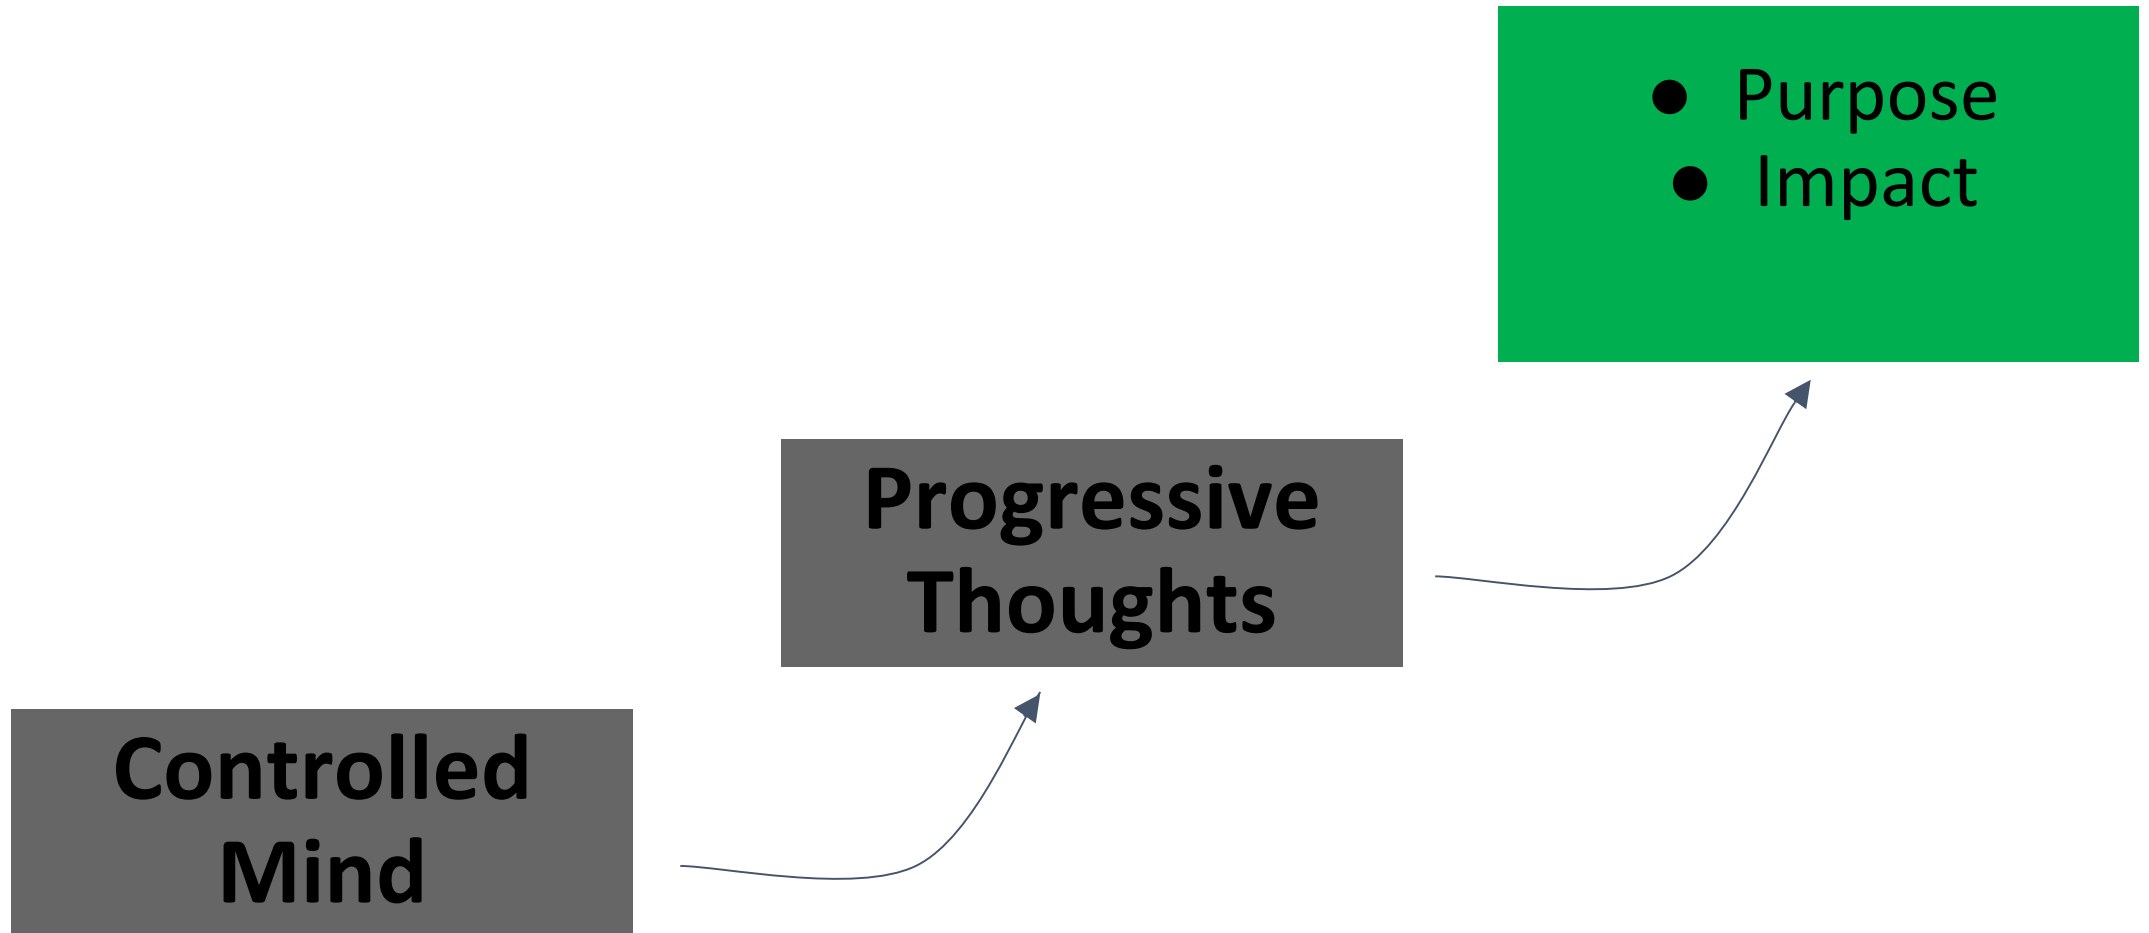 ● Purpose
● Impact
Progressive
Thoughts
Controlled
Mind